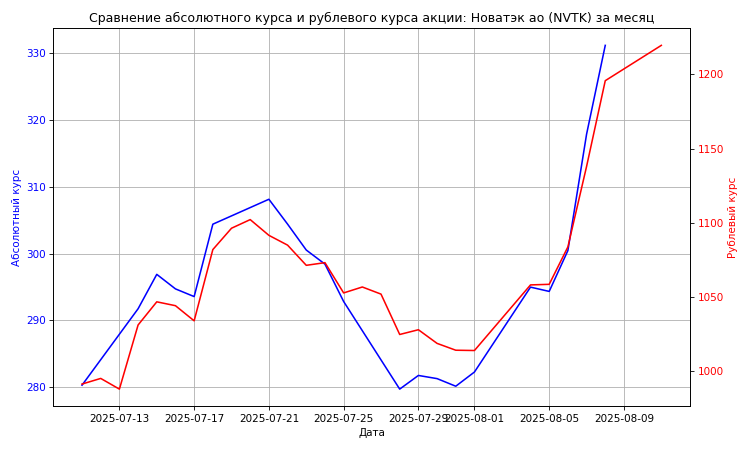 Сравнение абсолютного курса и рублевого курса акции: Новатэк ао (NVTK) за месяц
Абсолютный курс
330
320
310
300
290
280
1200
1150
1100
1050
1000
Рублевый курс
2025-07-13 2025-07-17 2025-07-21 2025-07-25 2025-07-29 2025-08-01 2025-08-05 2025-08-09
Дата